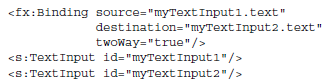 <fx:Binding source="myTextInput1.text"
destination="myTextInput2.text"
twoWay="true"/>
<s:TextInput id="myTextInput1"/>
<s:TextInput id="myTextInput2"/>